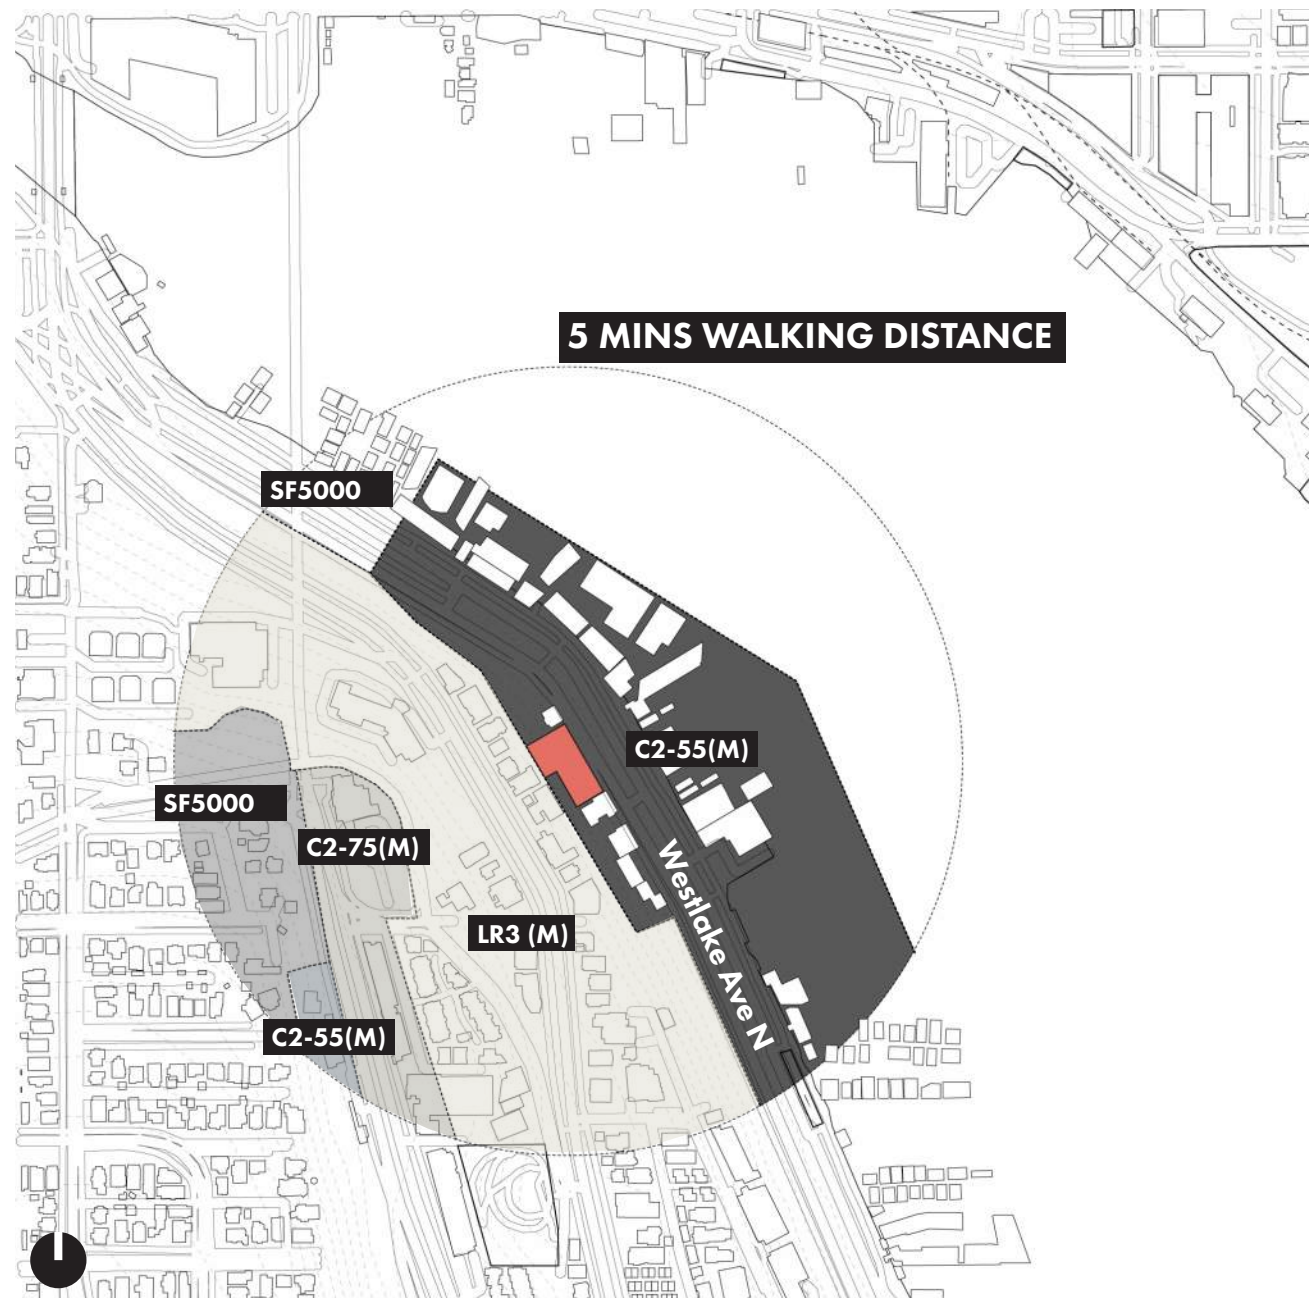 5 MINS WALKING DISTANCE
SF5000
C2-55(M)
SF5000
C2-75(M)
Westlake Ave N
LR3 (M)
C2-55(M)